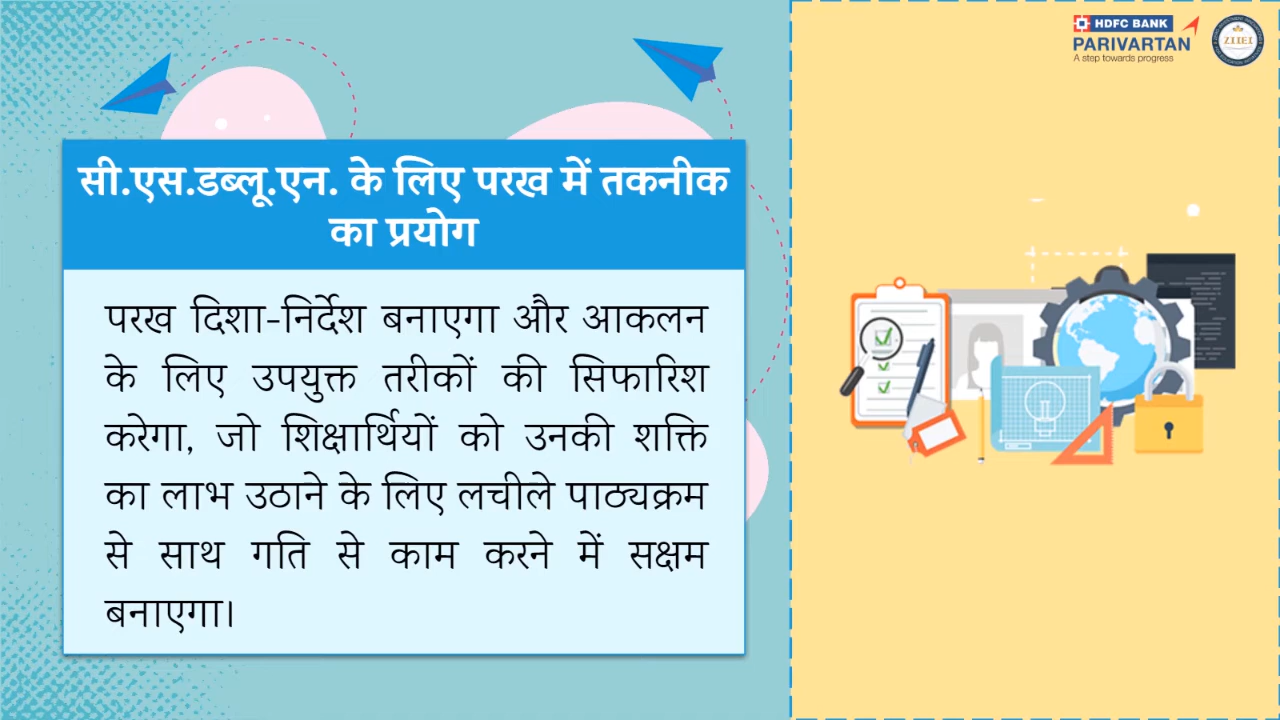 HDFC BANK
PARIVARTAN
A step towards progress
ZIIEI
सी.एस.डब्लू.एन. के लिए परख में तकनीक
का प्रयोग
परख दिशा-निर्देश बनाएगा और आकलन
के लिए उपयुक्त तरीकों की सिफारिश
करेगा, जो शिक्षार्थियों को उनकी शक्ति
का लाभ उठाने के लिए लचीले पाठ्यक्रम
से साथ गति से काम करने में सक्षम
बनाएगा।